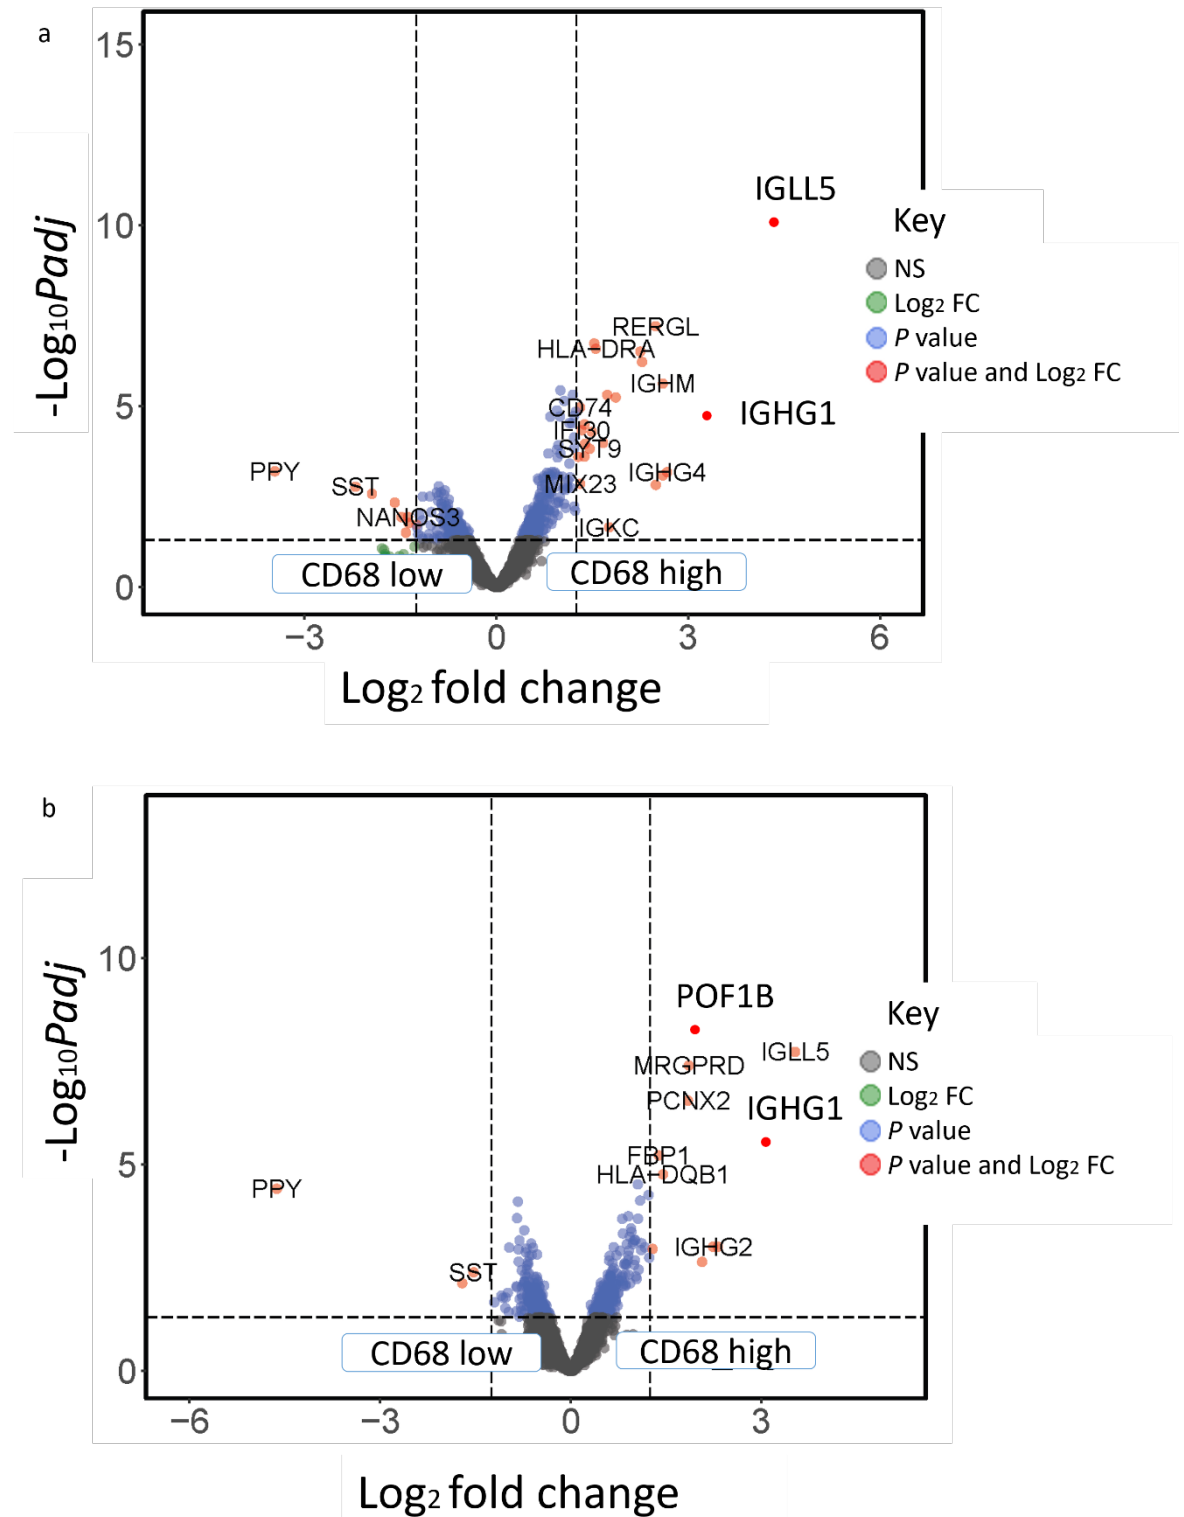 a
15
10
5
0
-Log10Padj
IGLL5
RERGL
HLA−DRA
IGHM
CD74
IGHG1
IFI30
SYT9
PPY
SST
IGHG4
MIX23
NANOS3
IGKC
CD68 low
CD68 high
−3
0
3
6
Log2 fold change
Key
NS
Log2 FC
P value
P value and Log2 FC
b
10
5
0
-Log10Padj
POF1B
IGLL5
MRGPRD
PCNX2
IGHG1
FBP1
HLA−DQB1
PPY
IGHG2
SST
CD68 low
CD68 high
−6
−3
0
3
Log2 fold change
Key
NS
Log2 FC
P value
P value and Log2 FC